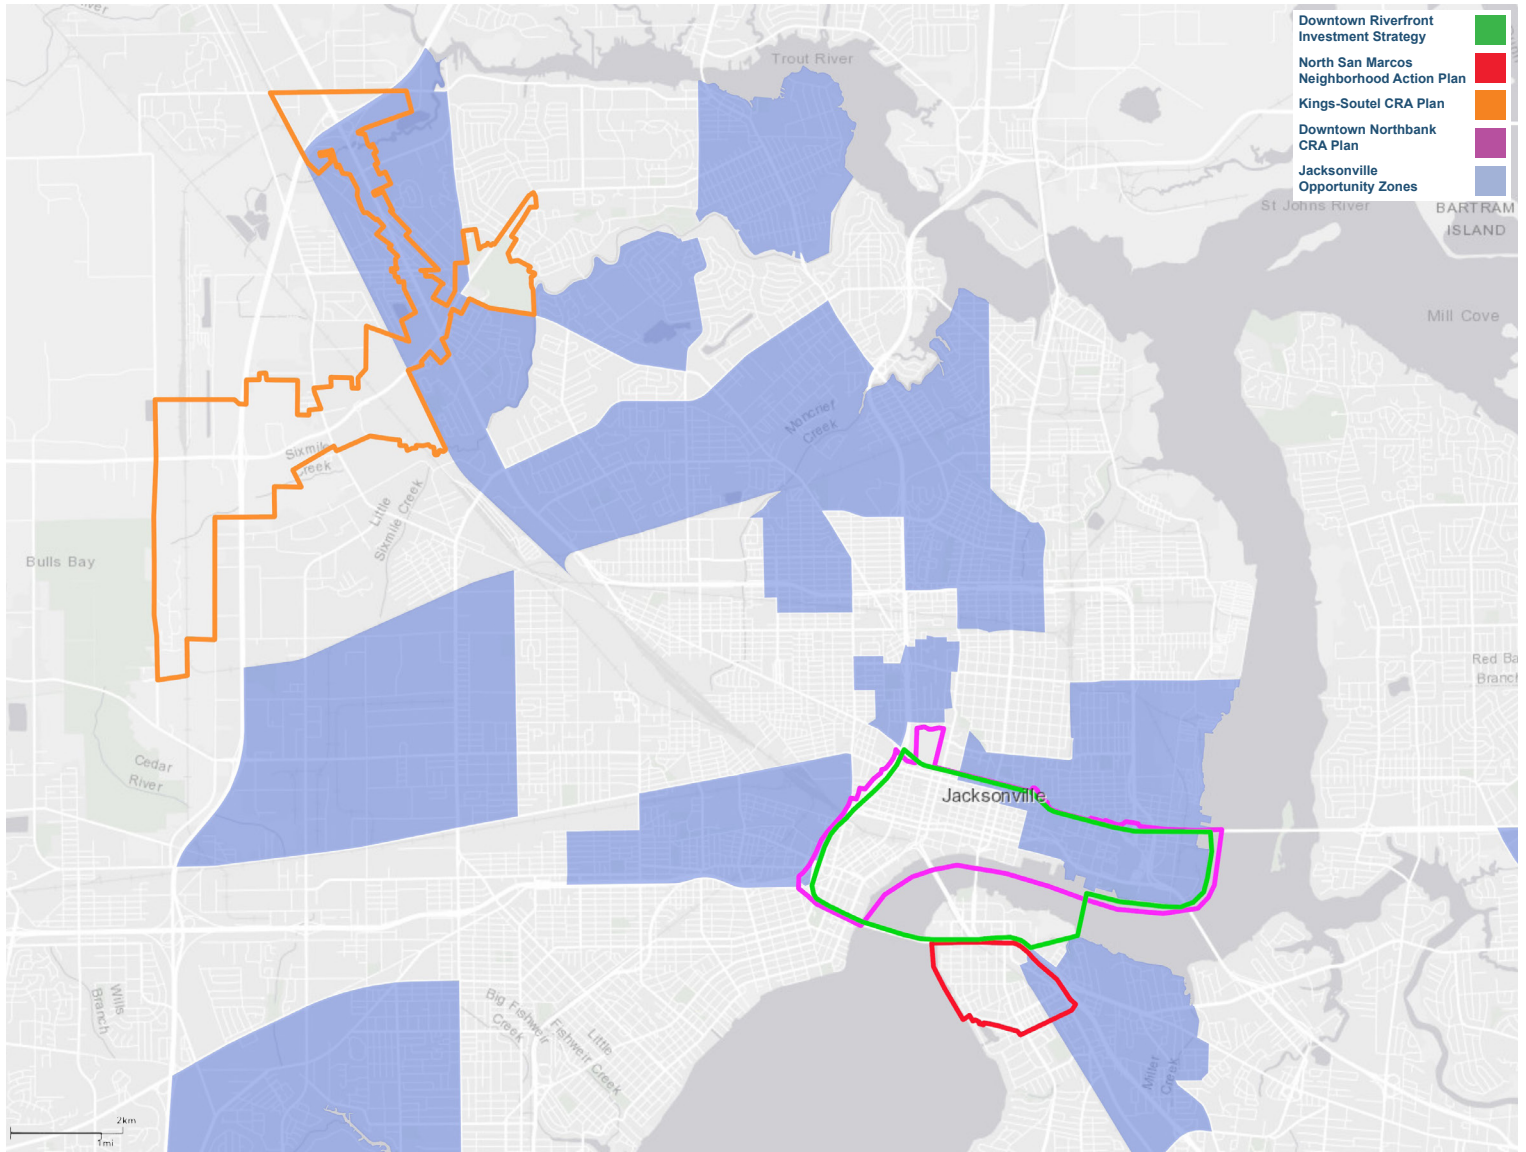 River
Trout River
Downtown Riverfront
Investment Strategy
North San Marcos
Neighborhood Action Plan
Kings-Soutel CRA Plan
Downtown Northbank
CRA Plan
Jacksonville
Opportunity Zones
St Johns River
BARTRAM
ISLAND
Mill Cove
Moncrief
Creek
Sixmile
Creek
Little
Sixmile Creek
Bulls Bay
Red Ba
Branch
Cedar
River
Jacksonville
Wills
Branch
Big Fishweir
Creek
Little
Fishweir Creek
Miller
Creek
2km
1mi